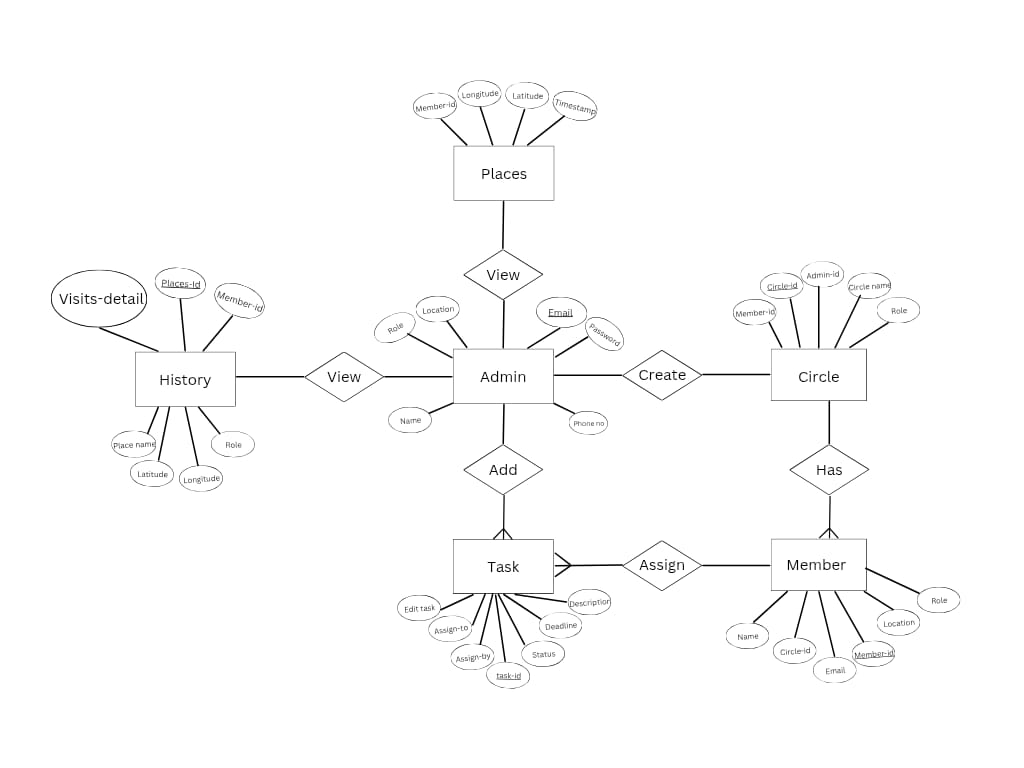 Member-id
Longitude
Latitude
Timestamp
Places
View
Visits-detail
Places-Id
Member-id
Role
Location
Email
Password
Member-id
Circle-id
Admin-id
Circle name
Role
History
View
Admin
Create
Circle
Place name
Latitude
Longitude
Role
Name
Phone no
Add
Has
Task
Assign
Member
Edit task
Assign-to
Assign-by
task-id
Status
Deadline
Description
Name
Circle-id
Email
Member-id
Location
Role